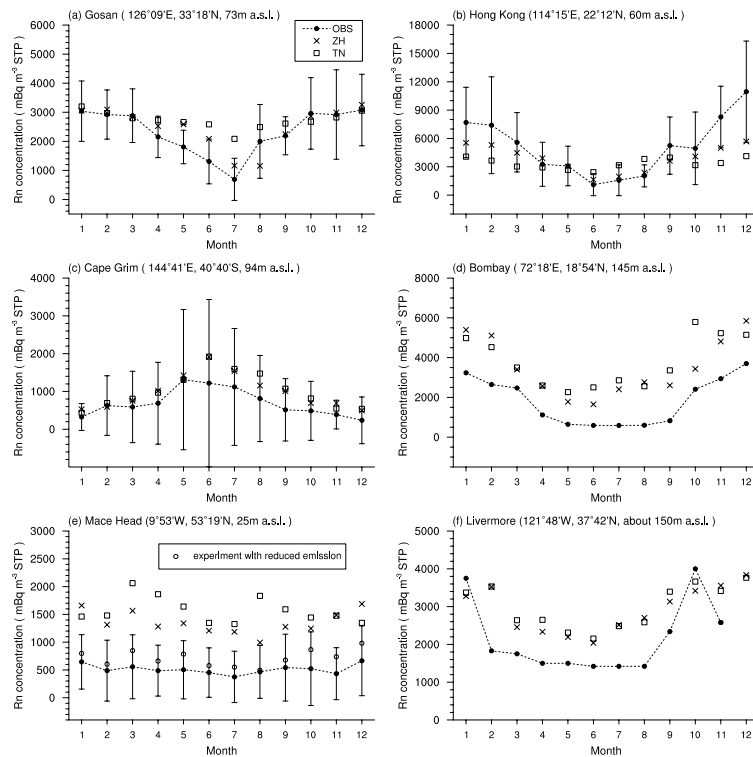 (a) Gosan ( 126°09'E, 33°18'N, 73m a.s.l. )
6000
5000
4000
3000
2000
1000
0
Rn concentration ( mBq m-3 STP )
OBS
ZH
TN
1 2 3 4 5 6 7 8 9 10 11 12
Month
(b) Hong Kong ( 114°15'E, 22°12'N, 60m a.s.l. )
18000
15000
12000
9000
6000
3000
0
Rn concentration ( mBq m-3 STP )
1 2 3 4 5 6 7 8 9 10 11 12
Month
(c) Cape Grim ( 144°41'E, 40°40'S, 94m a.s.l. )
4000
3000
2000
1000
0
Rn concentration ( mBq m-3 STP )
1 2 3 4 5 6 7 8 9 10 11 12
Month
(d) Bombay ( 72°18'E, 18°54'N, 145m a.s.l. )
8000
6000
4000
2000
0
Rn concentration ( mBq m-3 STP )
1 2 3 4 5 6 7 8 9 10 11 12
Month
(e) Mace Head (9°53'W, 53°19'N, 25m a.s.l. )
3000
2500
2000
1500
1000
500
0
Rn concentration ( mBq m-3 STP )
experiment with reduced emission
1 2 3 4 5 6 7 8 9 10 11 12
Month
(f) Livermore (121°48'W, 37°42'N, about 150m a.s.l. )
5000
4000
3000
2000
1000
0
Rn concentration ( mBq m-3 STP )
1 2 3 4 5 6 7 8 9 10 11 12
Month